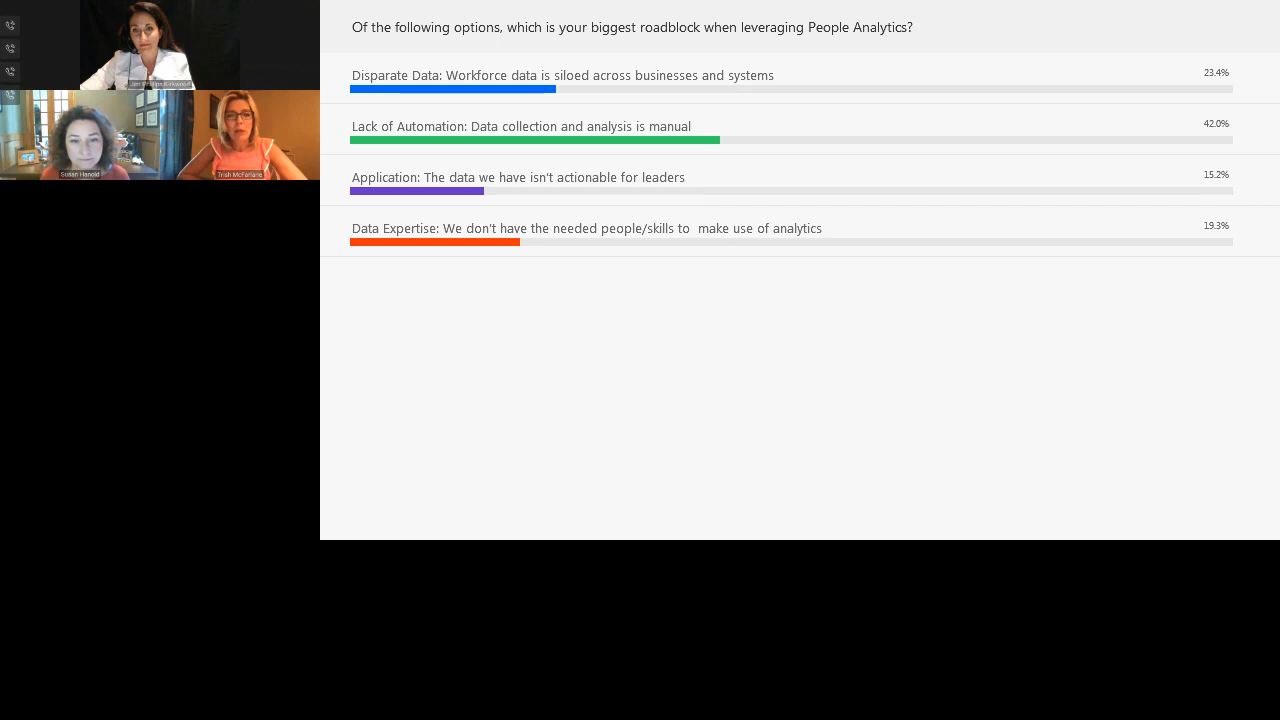 Susan Hanold
Trish McFarlane
Of the following options, which is your biggest roadblock when leveraging People Analytics?
Disparate Data: Workforce data is siloed across businesses and systems
23.4%
Lack of Automation: Data collection and analysis is manual
42.0%
Application: The data we have isn't actionable for leaders
15.2%
Data Expertise: We don't have the needed people/skills to  make use of analytics
19.3%